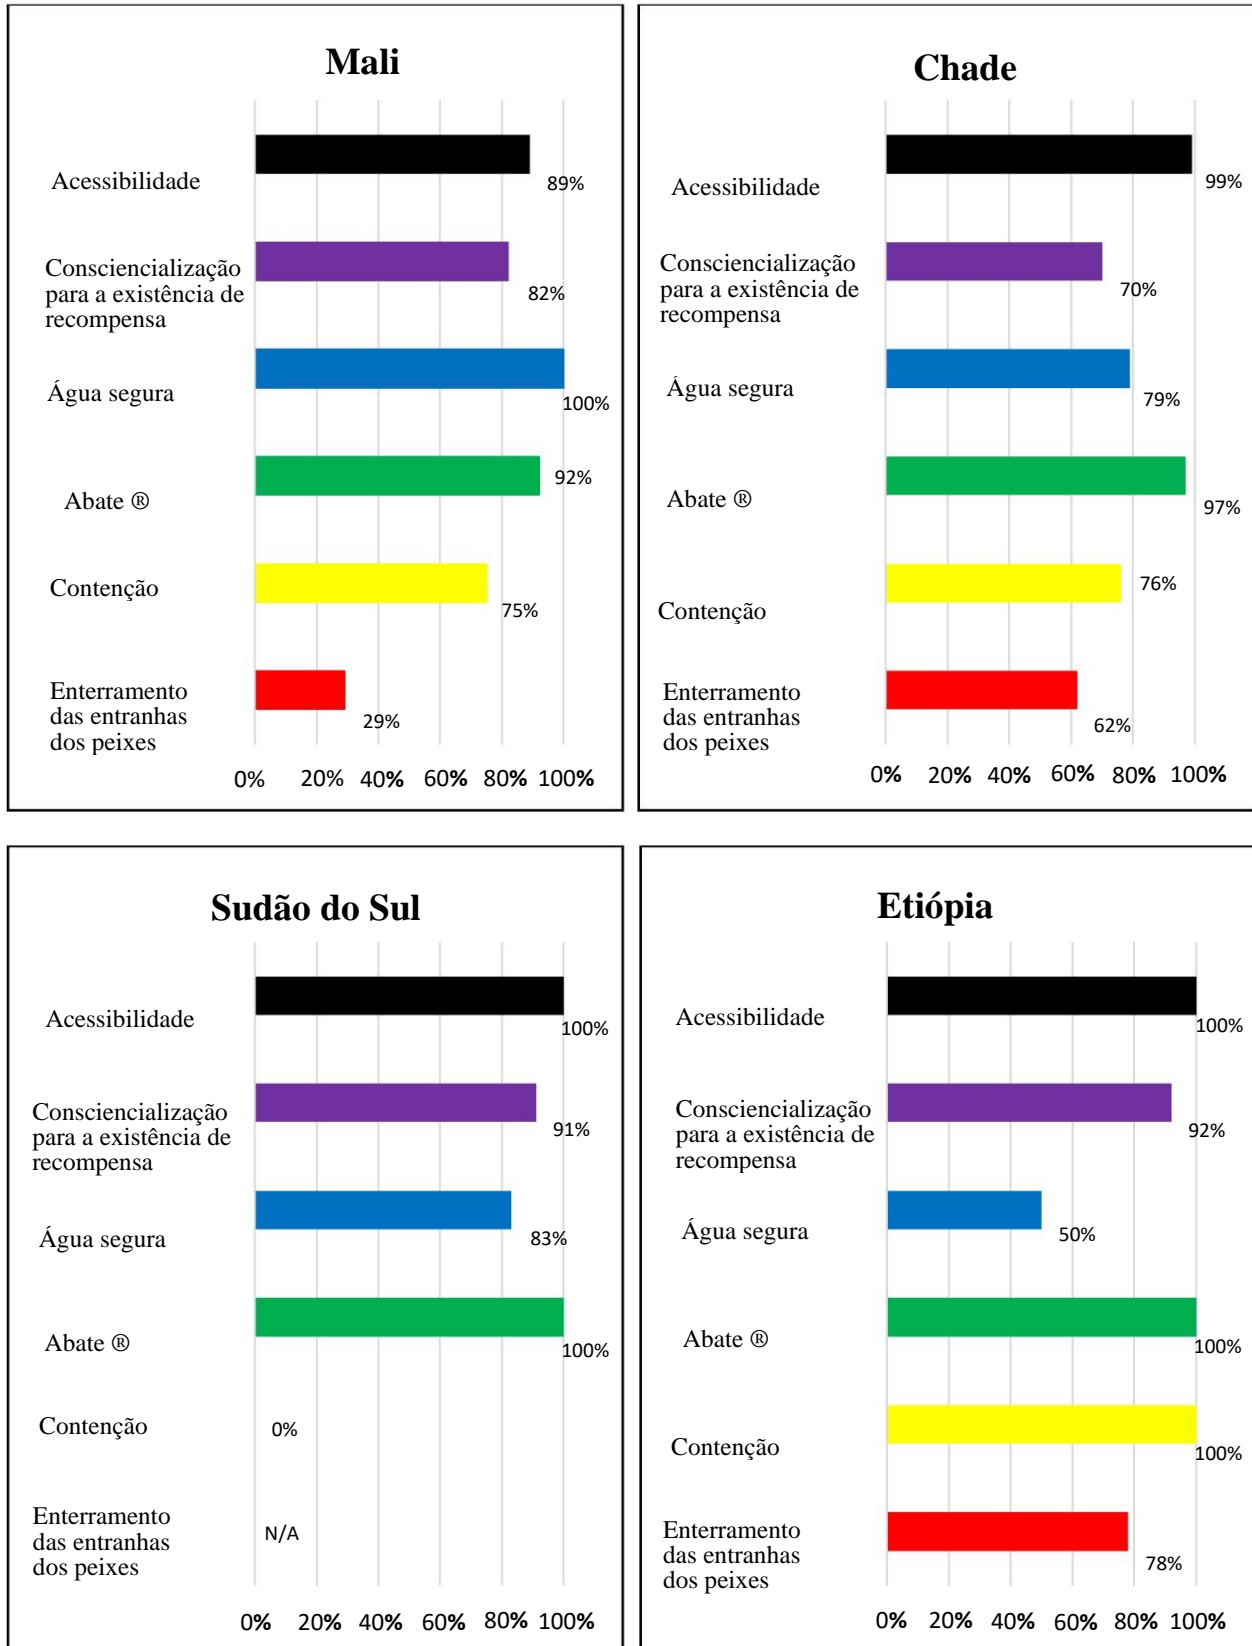 Mali
Acessibilidade
89%
Consciencialização
para a existência de
recompensa
82%
Água segura
100%
Abate ®
92%
Contenção
75%
Enterramento
das entranhas
dos peixes
29%
0% 20% 40% 60% 80% 100%
Chade
Acessibilidade
99%
Consciencialização
para a existência de
recompensa
70%
Água segura
79%
Abate ®
97%
Contenção
76%
Enterramento
das entranhas
dos peixes
62%
0% 20% 40% 60% 80% 100%
Sudão do Sul
Acessibilidade
100%
Consciencialização
para a existência de
recompensa
91%
Água segura
83%
Abate ®
100%
Contenção
0%
Enterramento
das entranhas
dos peixes
N/A
0% 20% 40% 60% 80% 100%
Etiópia
Acessibilidade
100%
Consciencialização
para a existência de
recompensa
92%
Água segura
50%
Abate ®
100%
Contenção
100%
Enterramento
das entranhas
dos peixes
78%
0% 20% 40% 60% 80% 100%